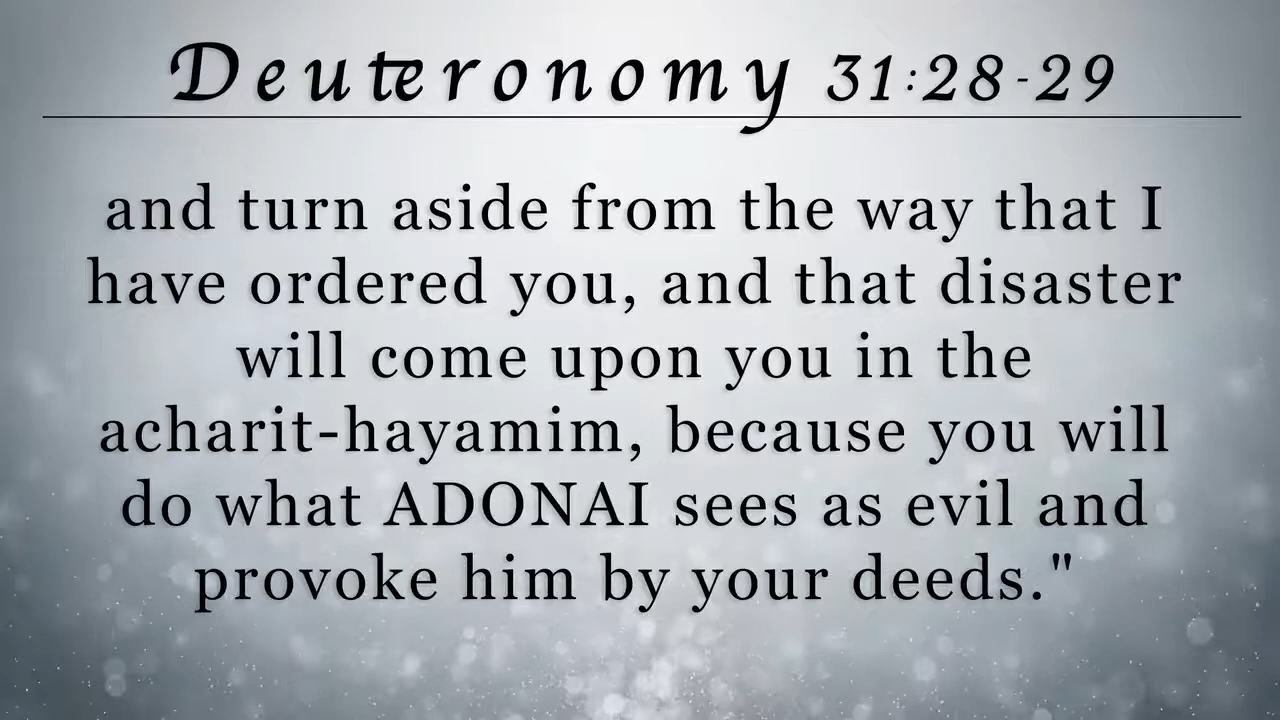 Deuteronomy 31:28-29
and turn aside from the way that I
have ordered you, and that disaster
will come upon you in the
acharit-hayamim, because you will
do what ADONAI sees as evil and
provoke him by your deeds."